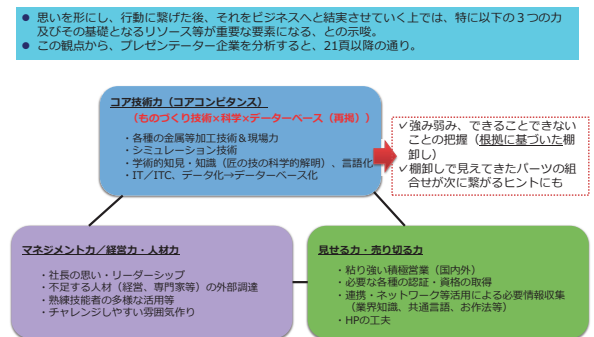 ● 思いを形にし、行動に繋げた後、それをビジネスへと結実させていく上では、特に以下の３つの力
及びその基礎となるリソース等が重要な要素になる、との示唆。
● この観点から、プレゼンテーター企業を分析すると、21頁以降の通り。
コア技術力（コアコンピタンス）
（ものづくり技術×科学×データーベース（再掲））
・各種の金属等加工技術＆現場力
・シミュレーション技術
・学術的知見・知識（匠の技の科学的解明）、言語化
・IT／ITC、データ化→データーベース化
✓強み弱み、できることできない
ことの把握（根拠に基づいた棚
卸し）
✓棚卸しで見えてきたパーツの組
合せが次に繋がるヒントにも
マネジメント力／経営力・人材力
・社長の思い・リーダーシップ
・不足する人材（経営、専門家等）の外部調達
・熟練技能者の多様な活用等
・チャレンジしやすい雰囲気作り
見せる力・売り切る力
・粘り強い積極営業（国内外）
・必要な各種の認証・資格の取得
・連携・ネットワーク等活用による必要情報収集
（業界知識、共通言語、お作法等）
・HPの工夫